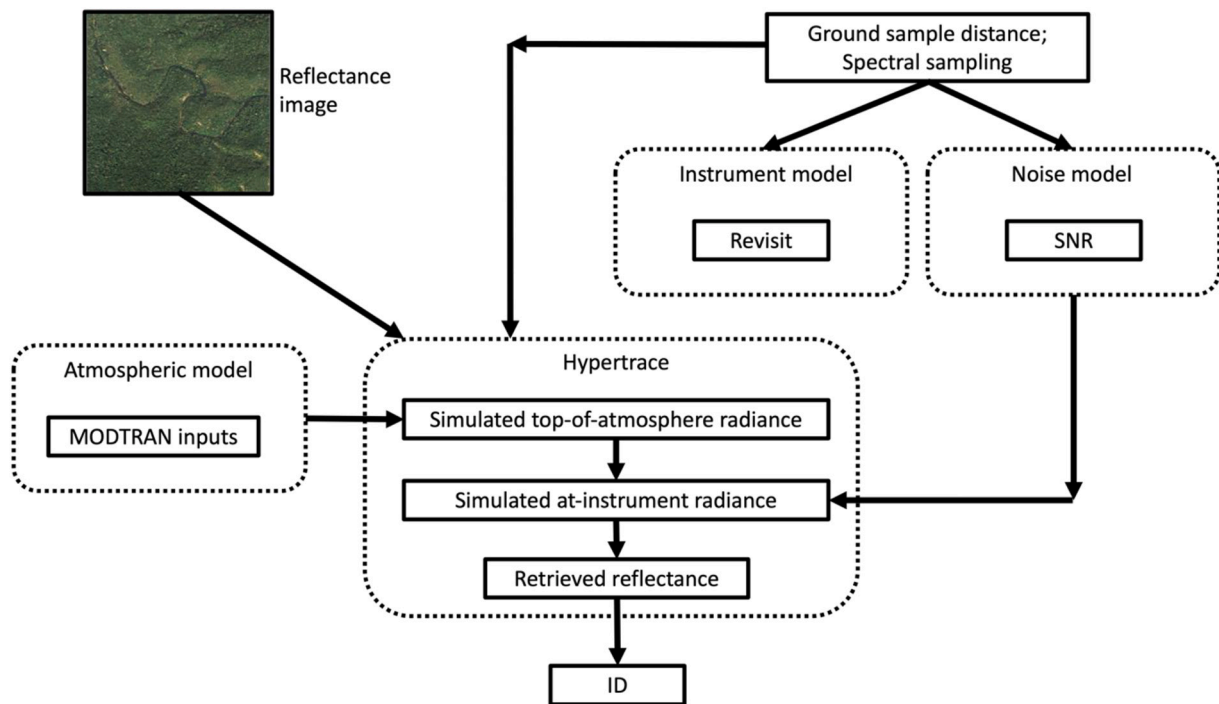 Reflectance
image
Ground sample distance;
Spectral sampling
Instrument model
Revisit
Noise model
SNR
Atmospheric model
MODTRAN inputs
Hypertrace
Simulated top-of-atmosphere radiance
Simulated at-instrument radiance
Retrieved reflectance
ID